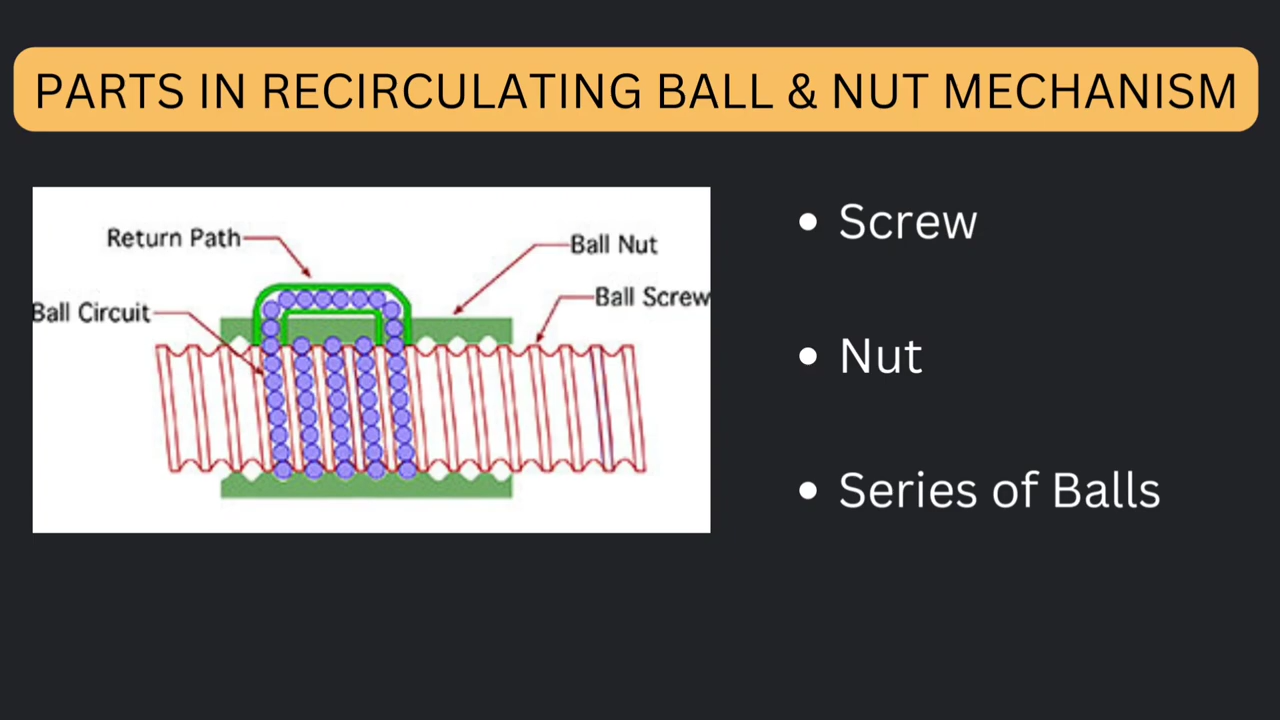 PARTS IN RECIRCULATING BALL & NUT MECHANISM
Return Path
Ball Nut
Ball Screw
Ball Circuit
• Screw
• Nut
• Series of Balls